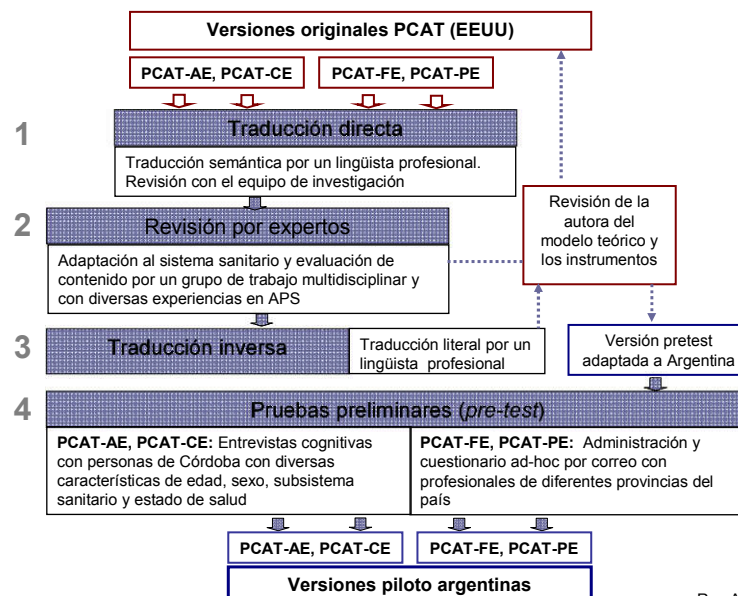 Versiones originales PCAT (EEUU)
PCAT-AE, PCAT-CE
PCAT-FE, PCAT-PE
1
Traducción directa
Traducción semántica por un lingüista profesional.
Revisión con el equipo de investigación
2
Revisión por expertos
Adaptación al sistema sanitario y evaluación de
contenido por un grupo de trabajo multidisciplinar y
con diversas experiencias en APS
Revisión de la
autora del
modelo teórico y
los instrumentos
3
Traducción inversa
Traducción literal por un
lingüista profesional
Versión pretest
adaptada a Argentina
4
Pruebas preliminares (pre-test)
PCAT-AE, PCAT-CE: Entrevistas cognitivas
con personas de Córdoba con diversas
características de edad, sexo, subsistema
sanitario y estado de salud
PCAT-FE, PCAT-PE: Administración y
cuestionario ad-hoc por correo con
profesionales de diferentes provincias del
país
PCAT-AE, PCAT-CE
PCAT-FE, PCAT-PE
Versiones piloto argentinas